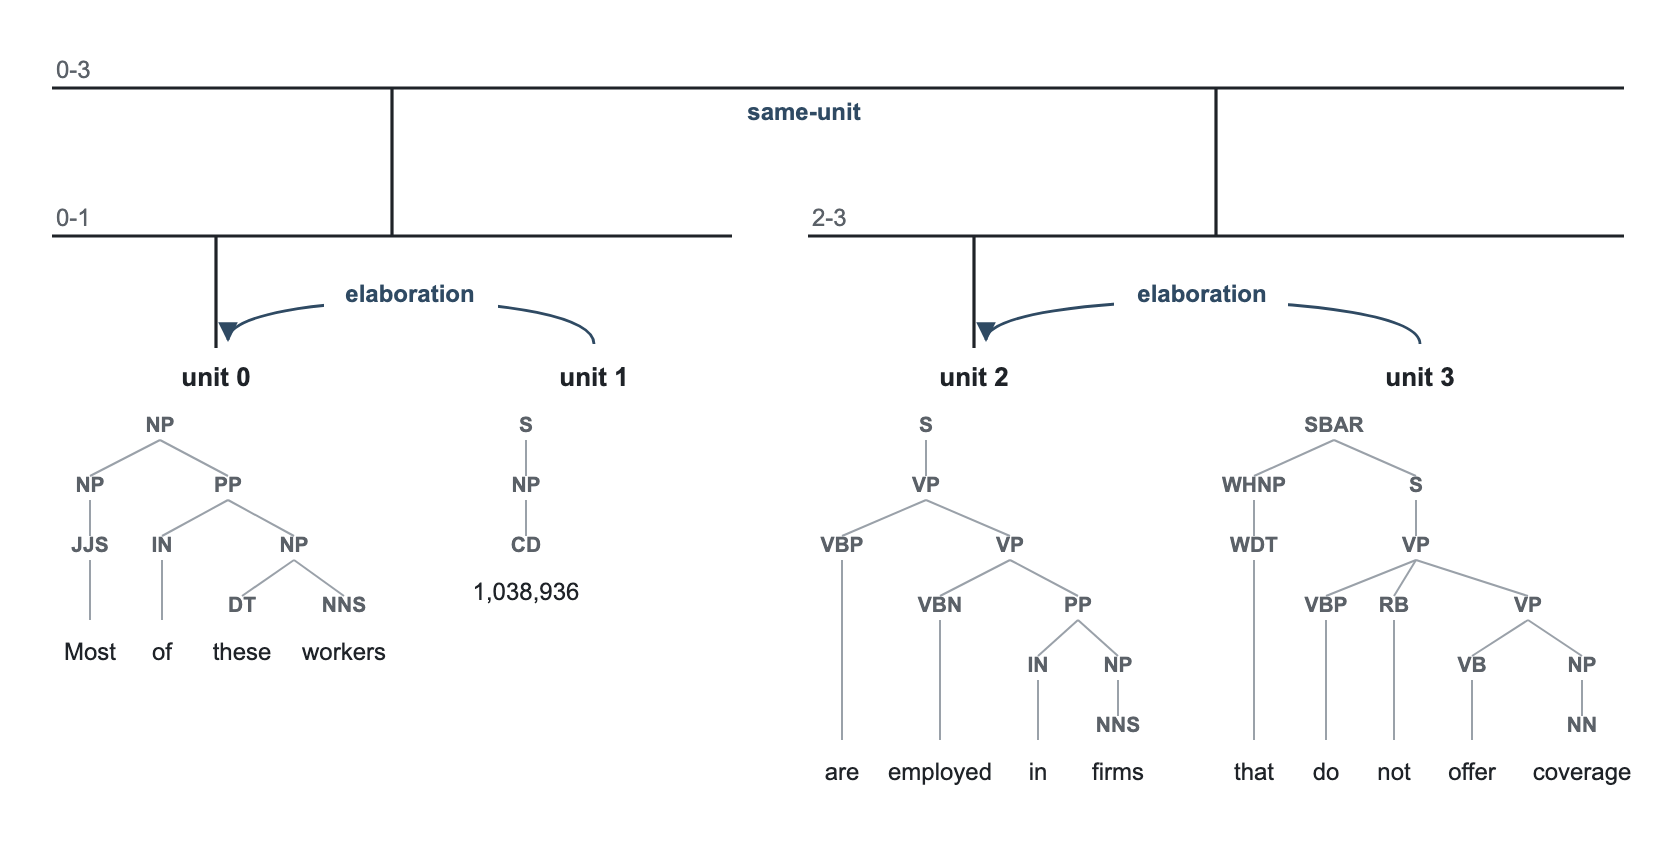 0-3
same-unit
0-1
2-3
elaboration
elaboration
unit 0
unit 1
unit 2
unit 3
NP
S
S
SBAR
NP PP
NP
VP
WHNP S
JJS IN NP
CD
VBP VP
WDT VP
1,038,936
DT NNS
VBN PP
VBP RB VP
Most of these workers
IN NP
VB NP
NNS
NN
are employed in firms
that do not offer coverage